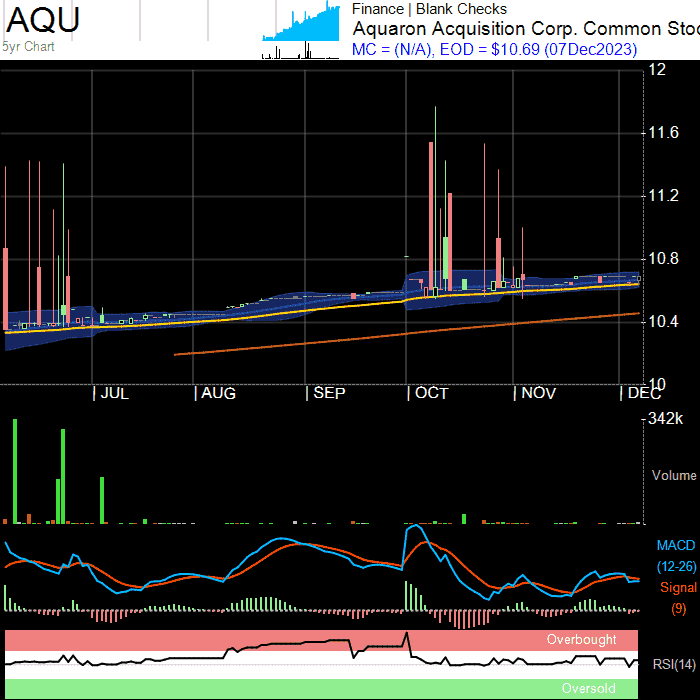 AQU
5yr Chart
Finance | Blank Checks
Aquaron Acquisition Corp. Common Stoc
MC = (N/A), EOD = $10.69 (07Dec2023)
12
11.6
11.2
10.8
10.4
10
JUL AUG SEP OCT NOV DEC
342k
Volume
MACD
(12-26)
Signal
(9)
Overbought
RSI(14)
Oversold